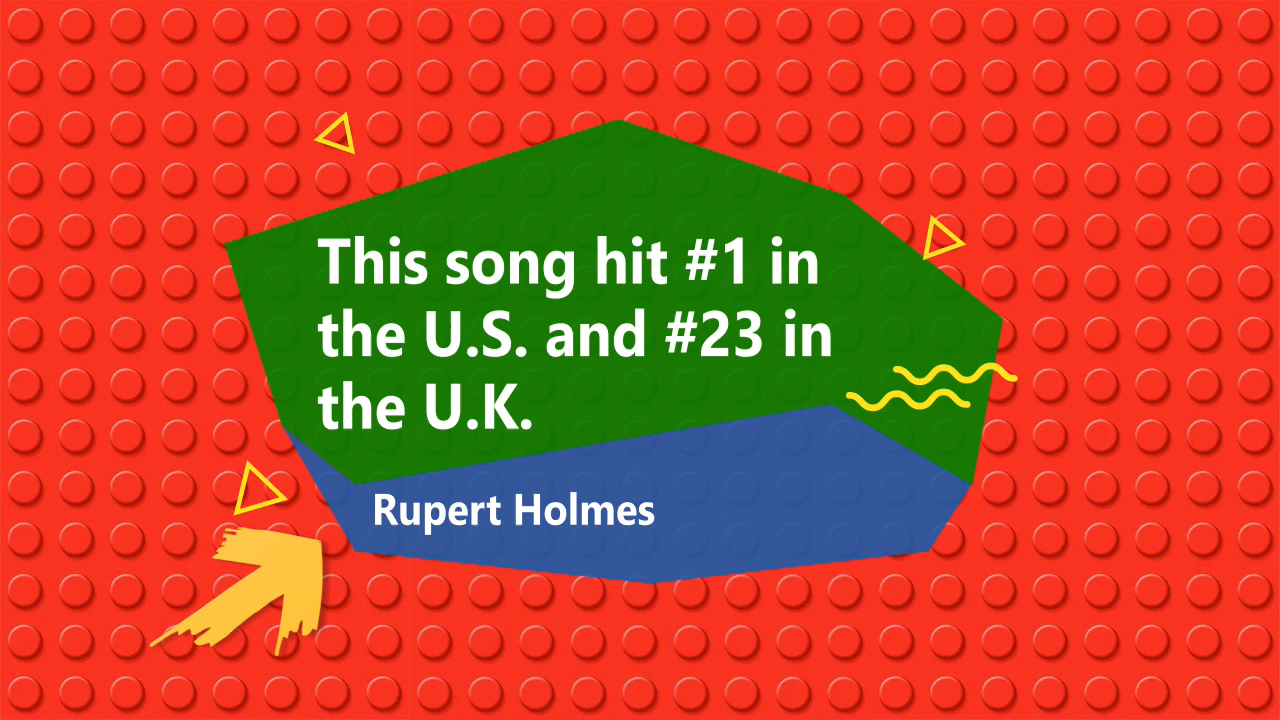 This song hit #1 in
the U.S. and #23 in
the U.K.
Rupert Holmes